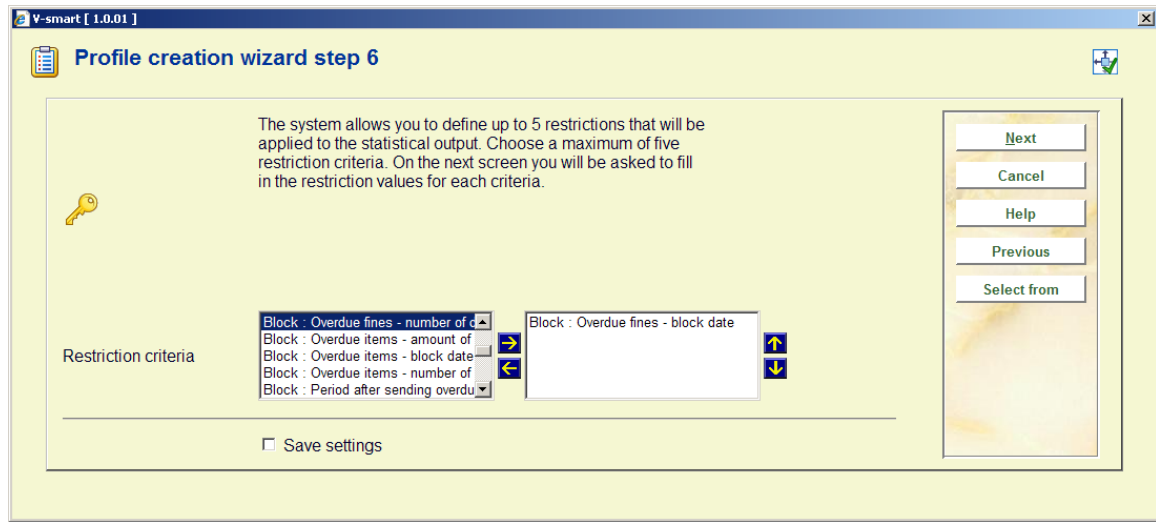 V-smart [ 1.0.01 ]
Profile creation wizard step 6
The system allows you to define up to 5 restrictions that will be
applied to the statistical output. Choose a maximum of five
restriction criteria. On the next screen you will be asked to fill
in the restriction values for each criteria.
Restriction criteria
Block : Overdue fines - number of
Block : Overdue items - amount of
Block : Overdue items - block date
Block : Overdue items - number of
Block : Period after sending overdu
Block : Overdue fines - block date
Save settings
Next
Cancel
Help
Previous
Select from